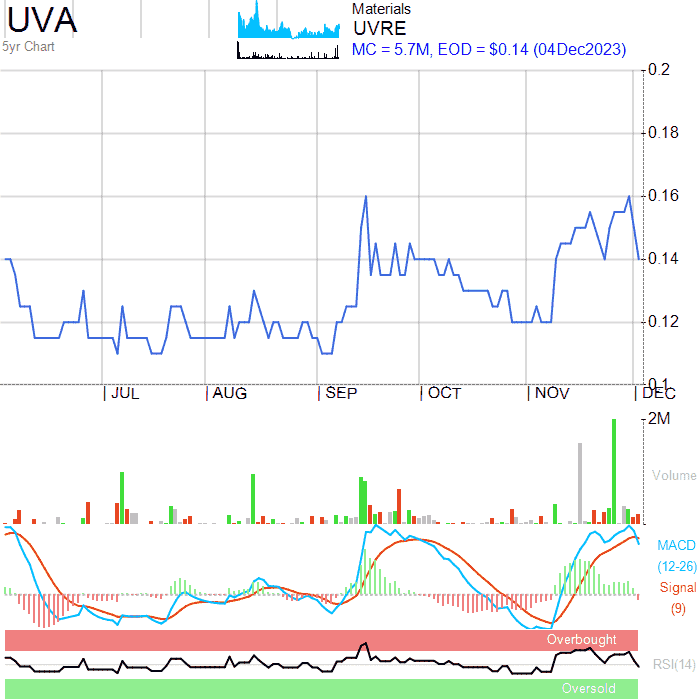 UVA
5yr Chart
Materials
UVRE
MC = 5.7M, EOD = $0.14 (04Dec2023)
0.2
0.18
0.16
0.14
0.12
0.1
JUL AUG SEP OCT NOV DEC
2M
Volume
MACD
(12-26)
Signal
(9)
Overbought
RSI(14)
Oversold